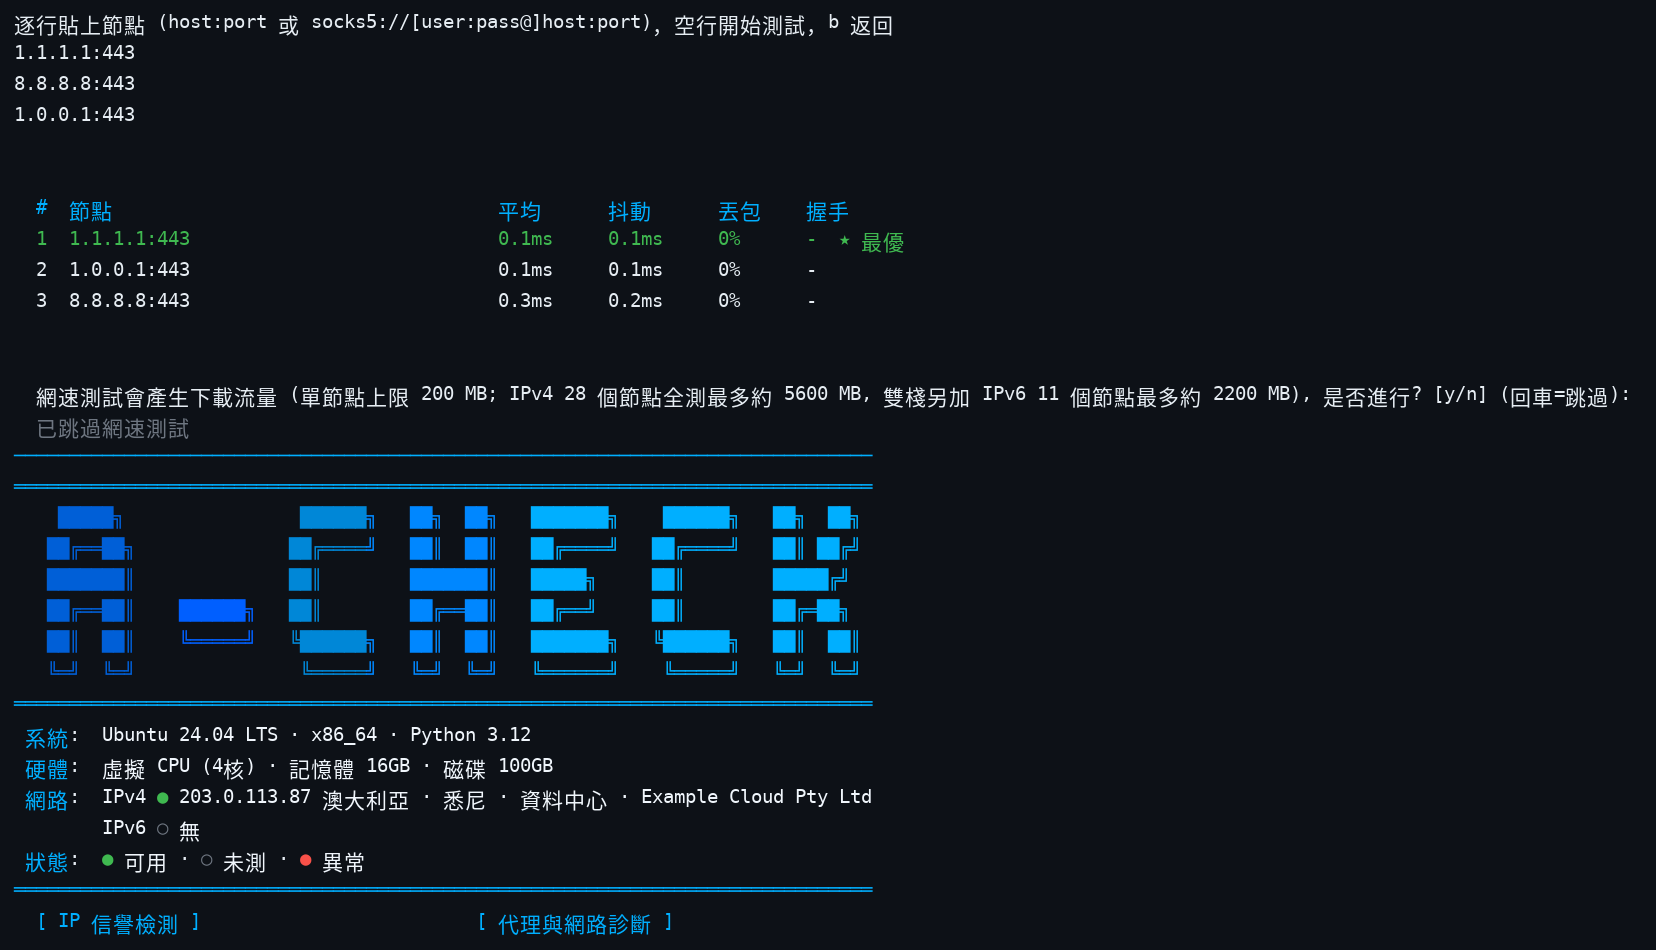 逐行貼上節點 (host:port 或 socks5://[user:pass@]host:port)，空行開始測試，b 返回
1.1.1.1:443
8.8.8.8:443
1.0.0.1:443
# 節點 平均 抖動 丟包 握手
1 1.1.1.1:443 0.1ms 0.1ms 0% - ★ 最優
2 1.0.0.1:443 0.1ms 0.1ms 0% -
3 8.8.8.8:443 0.3ms 0.2ms 0% -
網速測試會產生下載流量 (單節點上限 200 MB; IPv4 28 個節點全測最多約 5600 MB, 雙棧另加 IPv6 11 個節點最多約 2200 MB), 是否進行? [y/n] (回車=跳過):
已跳過網速測試
A-CHECK
系統: Ubuntu 24.04 LTS · x86_64 · Python 3.12
硬體: 虛擬 CPU (4核) · 記憶體 16GB · 磁碟 100GB
網路: IPv4 ● 203.0.113.87 澳大利亞 · 悉尼 · 資料中心 · Example Cloud Pty Ltd
IPv6 ○ 無
狀態: ● 可用 · ○ 未測 · ● 異常
[ IP 信譽檢測 ] [ 代理與網路診斷 ]